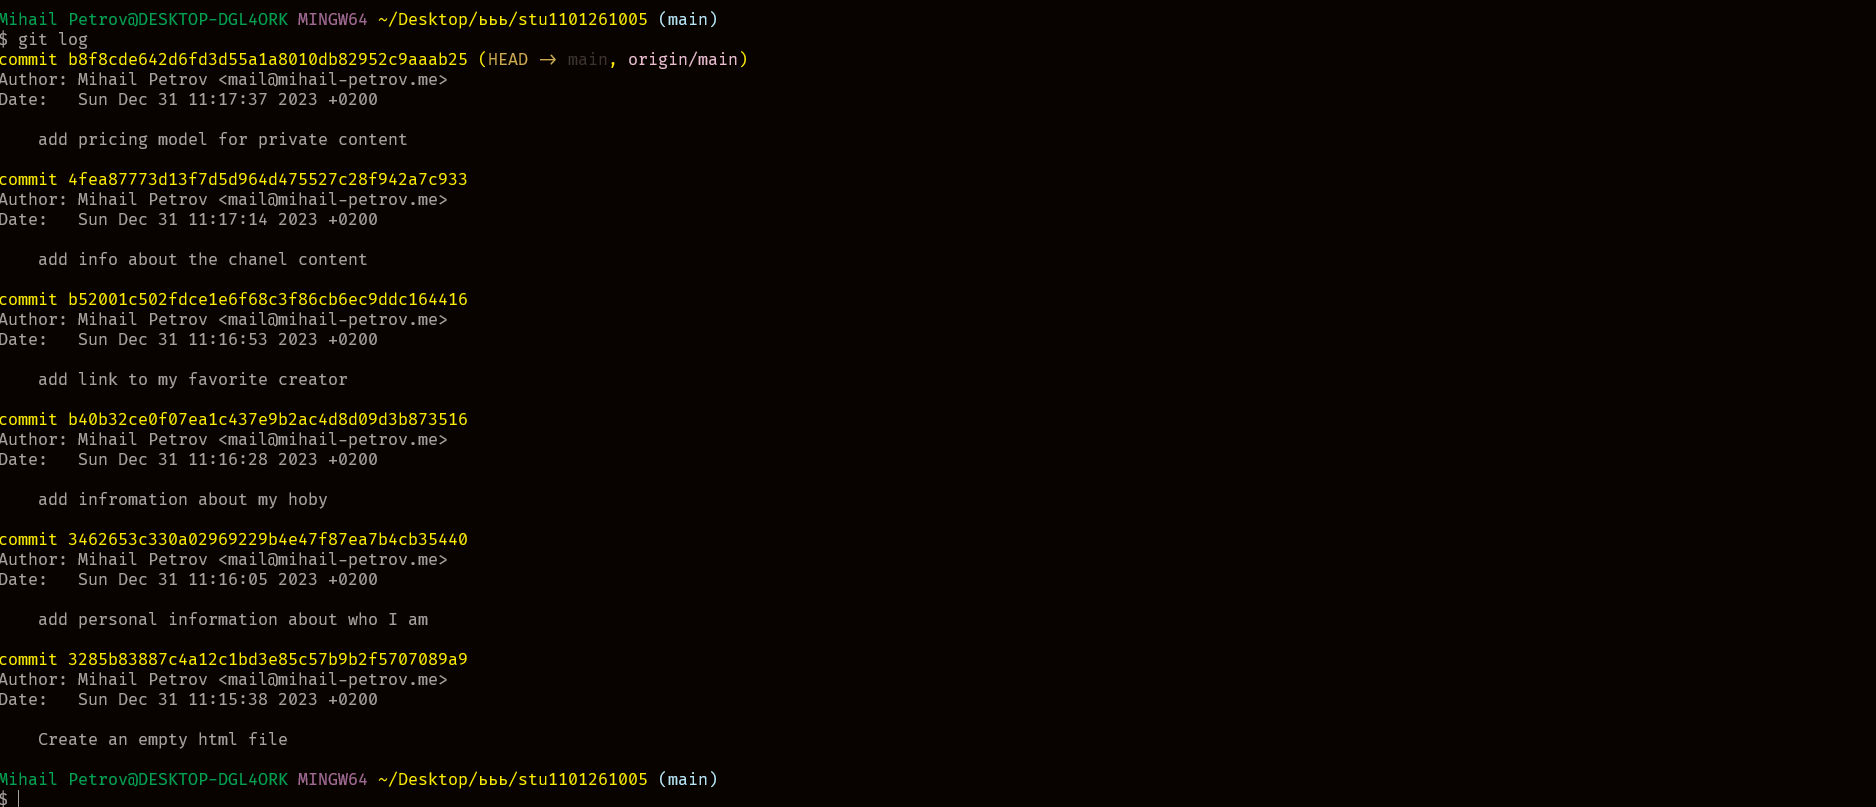 Mihail Petrov@DESKTOP-DGL4ORK MINGW64 ~/Desktop/ььь/stu1101261005 (main)
$ git log
commit b8f8cde642d6fd3d55a1a8010db82952c9aaab25 (HEAD -> main, origin/main)
Author: Mihail Petrov <mail@mihail-petrov.me>
Date:   Sun Dec 31 11:17:37 2023 +0200
    add pricing model for private content
commit 4fea87773d13f7d5d964d475527c28f942a7c933
Author: Mihail Petrov <mail@mihail-petrov.me>
Date:   Sun Dec 31 11:17:14 2023 +0200
    add info about the chanel content
commit b52001c502fdce1e6f68c3f86cb6ec9ddc164416
Author: Mihail Petrov <mail@mihail-petrov.me>
Date:   Sun Dec 31 11:16:53 2023 +0200
    add link to my favorite creator
commit b40b32ce0f07ea1c437e9b2ac4d8d09d3b873516
Author: Mihail Petrov <mail@mihail-petrov.me>
Date:   Sun Dec 31 11:16:28 2023 +0200
    add infromation about my hoby
commit 3462653c330a02969229b4e47f87ea7b4cb35440
Author: Mihail Petrov <mail@mihail-petrov.me>
Date:   Sun Dec 31 11:16:05 2023 +0200
    add personal information about who I am
commit 3285b83887c4a12c1bd3e85c57b9b2f5707089a9
Author: Mihail Petrov <mail@mihail-petrov.me>
Date:   Sun Dec 31 11:15:38 2023 +0200
    Create an empty html file
Mihail Petrov@DESKTOP-DGL4ORK MINGW64 ~/Desktop/ььь/stu1101261005 (main)
$